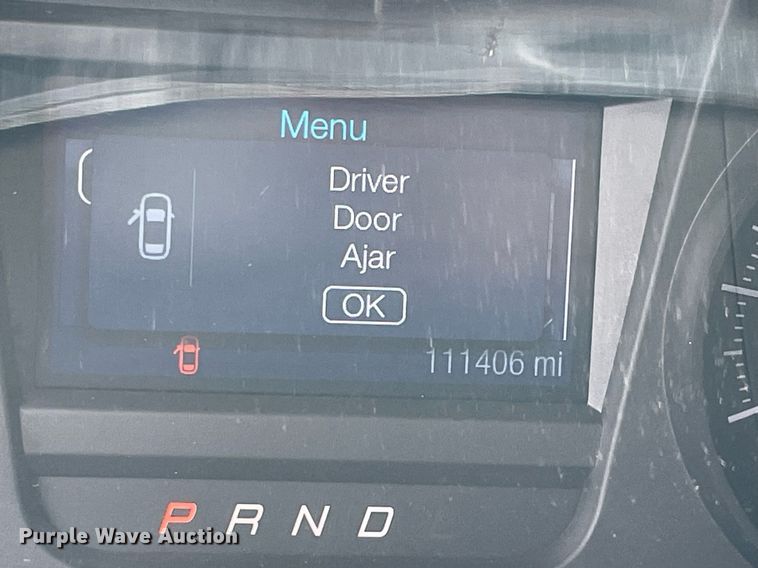 Menu
Driver
Door
Ajar
OK
111406 mi
P R N D
Purple Wave Auction